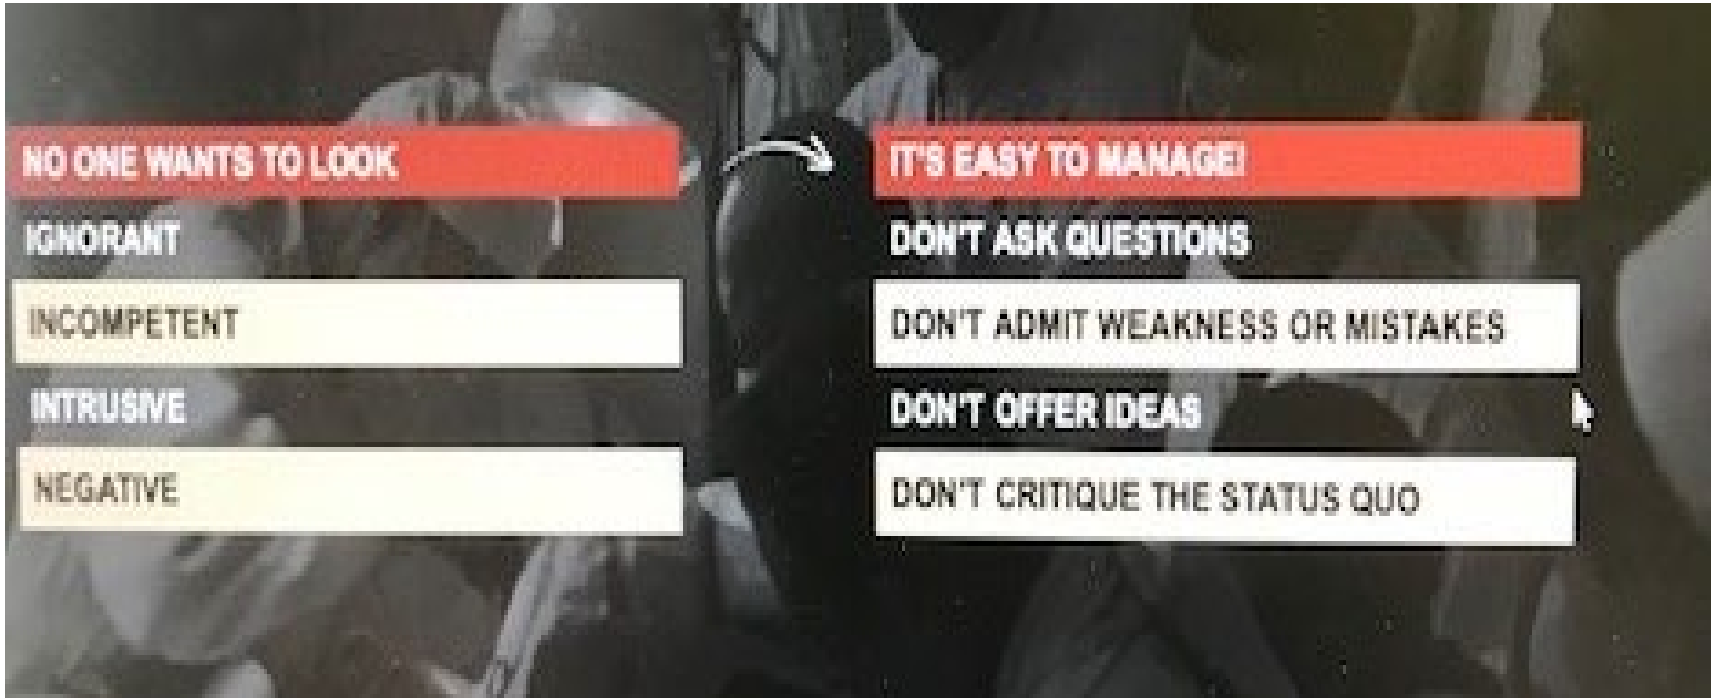 NO ONE WANTS TO LOOK
IGNORANT
INCOMPETENT
INTRUSIVE
NEGATIVE
IT'S EASY TO MANAGE!
DON'T ASK QUESTIONS
DON'T ADMIT WEAKNESS OR MISTAKES
DON'T OFFER IDEAS
DON'T CRITIQUE THE STATUS QUO